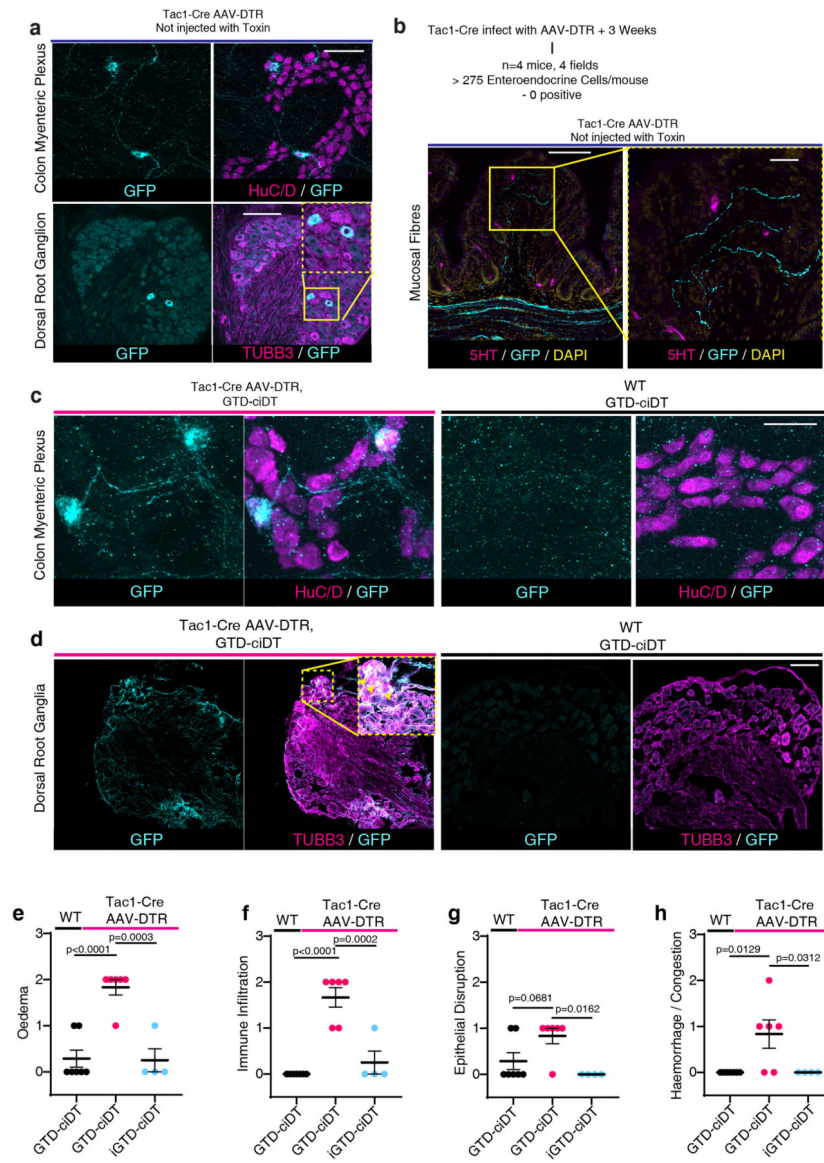 a
Tac1-Cre AAV-DTR
Not injected with Toxin
Colon Myenteric Plexus
GFP
HuC/D / GFP
Dorsal Root Ganglion
GFP
TUBB3 / GFP
b
Tac1-Cre infect with AAV-DTR + 3 Weeks
n=4 mice, 4 fields
> 275 Enteroendocrine Cells/mouse
- 0 positive
Tac1-Cre AAV-DTR
Not injected with Toxin
Mucosal Fibres
5HT / GFP / DAPI
5HT / GFP / DAPI
c
Tac1-Cre AAV-DTR,
GTD-ciDT
WT
GTD-ciDT
Colon Myenteric Plexus
GFP
HuC/D / GFP
GFP
HuC/D / GFP
d
Tac1-Cre AAV-DTR,
GTD-ciDT
WT
GTD-ciDT
Dorsal Root Ganglia
GFP
TUBB3 / GFP
GFP
TUBB3 / GFP
e
WT
Tac1-Cre
AAV-DTR
p=0.0003
p<0.0001
3
2
1
0
Oedema
GTD-ciDT
GTD-ciDT
iGTD-ciDT
f
WT
Tac1-Cre
AAV-DTR
p=0.0002
p<0.0001
3
2
1
0
Immune Infiltration
GTD-ciDT
GTD-ciDT
iGTD-ciDT
g
WT
Tac1-Cre
AAV-DTR
p=0.0681
p=0.0162
3
2
1
0
Epithelial Disruption
GTD-ciDT
GTD-ciDT
iGTD-ciDT
h
WT
Tac1-Cre
AAV-DTR
p=0.0129
p=0.0312
3
2
1
0
Haemorrhage / Congestion
GTD-ciDT
GTD-ciDT
iGTD-ciDT